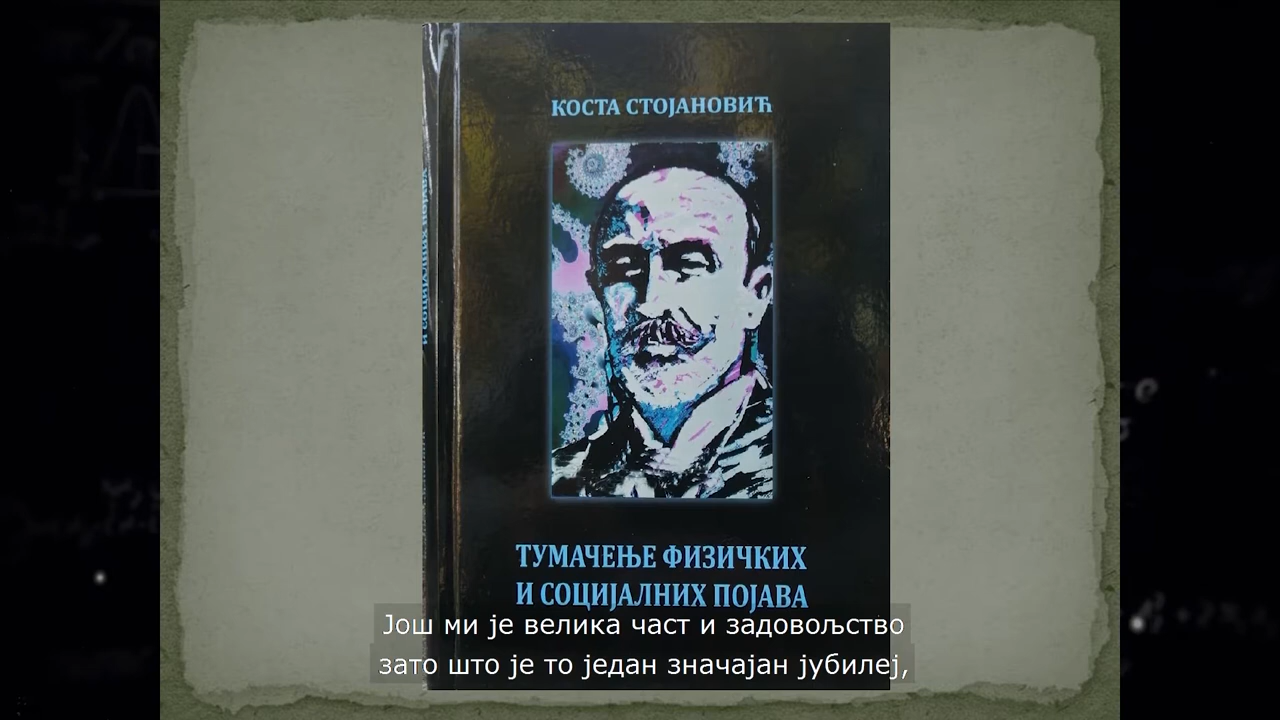 КОСТА СТОЈАНОВИЋ
ТУМАЧЕЊЕ ФИЗИЧКИХ
И СОЦИЈАЛНИХ ПОЈАВА
Још ми је велика част и задовољство
зато што је то један значајан јубилеј,